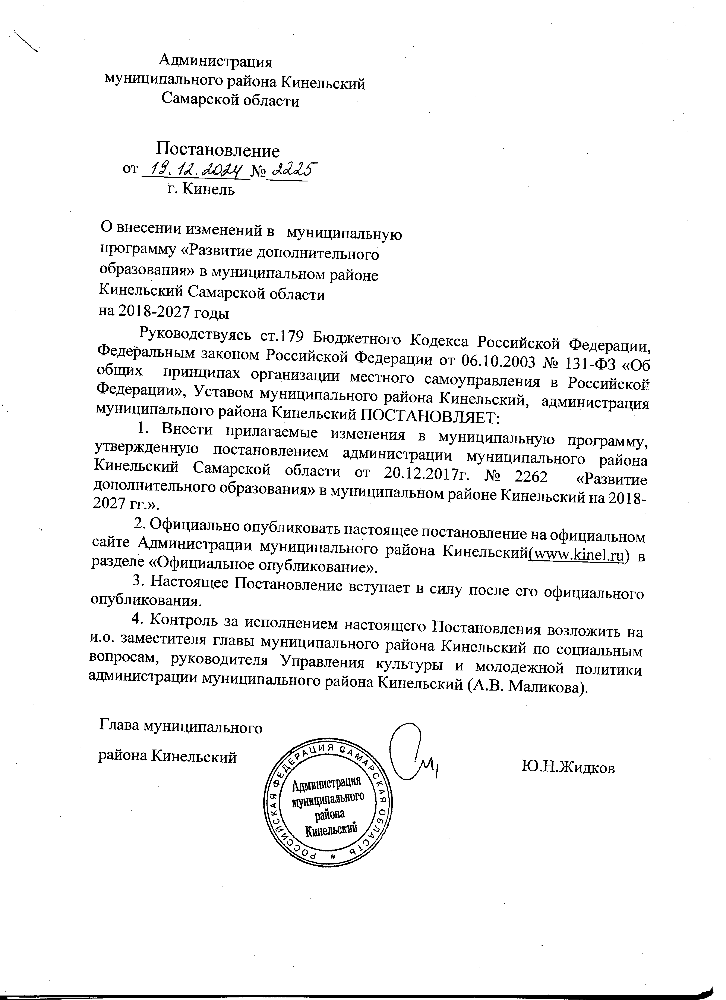 Администрация
муниципального района Кинельский
Самарской области
Постановление
от 19.12.2024 № 2225
г. Кинель
О внесении изменений в муниципальную
программу «Развитие дополнительного
образования» в муниципальном районе
Кинельский Самарской области
на 2018-2027 годы
Руководствуясь ст.179 Бюджетного Кодекса Российской Федерации,
Федеральным законом Российской Федерации от 06.10.2003 № 131-ФЗ «Об
общих принципах организации местного самоуправления в Российской
Федерации», Уставом муниципального района Кинельский, администрация
муниципального района Кинельский ПОСТАНОВЛЯЕТ:
1. Внести прилагаемые изменения в муниципальную программу,
утвержденную постановлением администрации муниципального района
Кинельский Самарской области от 20.12.2017г. № 2262 «Развитие
дополнительного образования» в муниципальном районе Кинельский на 2018-
2027 гг.».
2. Официально опубликовать настоящее постановление на официальном
сайте Администрации муниципального района Кинельский(www.kinel.ru) в
разделе «Официальное опубликование».
3. Настоящее Постановление вступает в силу после его официального
опубликования.
4. Контроль за исполнением настоящего Постановления возложить на
и.о. заместителя главы муниципального района Кинельский по социальным
вопросам, руководителя Управления культуры и молодежной политики
администрации муниципального района Кинельский (А.В. Маликова).
Глава муниципального
района Кинельский
Ю.Н.Жидков
РОССИЙСКАЯ ФЕДЕРАЦИЯ САМАРСКАЯ ОБЛАСТЬ *
Администрация
муниципального
района
Кинельский